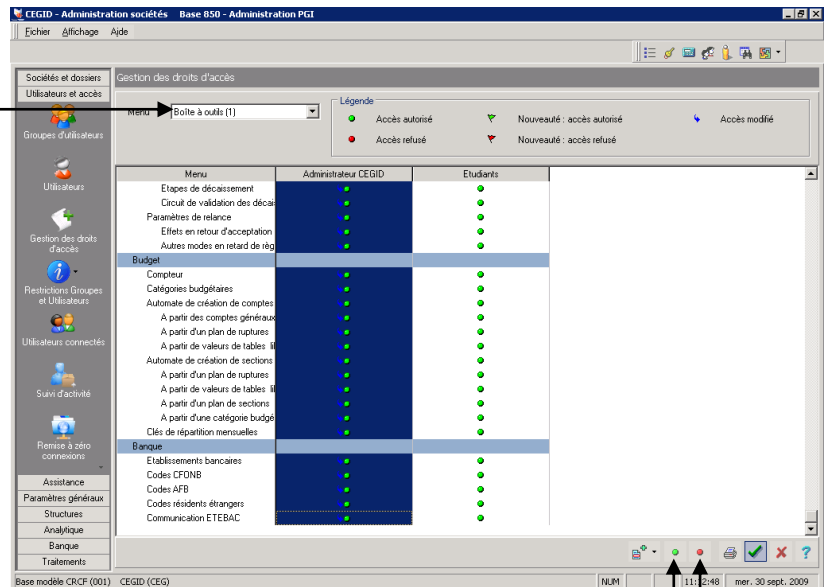 CEGID - Administration sociétés Base 850 - Administration PGI
Fichier Affichage Aide
Sociétés et dossiers
Utilisateurs et accès
Groupes d'utilisateurs
Utilisateurs
Gestion des droits d'accès
Restrictions Groupes et Utilisateurs
Utilisateurs connectés
Suivi d'activité
Remise à zéro connexions
Assistance
Paramètres généraux
Structures
Analytique
Banque
Traitements
Gestion des droits d'accès
Menu Boîte à outils (1)
Légende
Accès autorisé Nouveauté : accès autorisé Accès modifié
Accès refusé Nouveauté : accès refusé
Menu Administrateur CEGID Etudiants
Etapes de décaissement
Circuit de validation des décai
Paramètres de relance
Effets en retour d'acceptation
Autres modes en retard de règ
Budget
Compteur
Catégories budgétaires
Automate de création de comptes
A partir des comptes généraux
A partir d'un plan de ruptures
A partir de valeurs de tables li
Automate de création de sections
A partir d'un plan de ruptures
A partir de valeurs de tables li
A partir d'un plan de sections
A partir d'une catégorie budgé
Clés de répartition mensuelles
Banque
Etablissements bancaires
Codes CFONB
Codes AFB
Codes résidents étrangers
Communication ETEBAC
Base modèle CRCF (001) CEGID (CEG) NUM mer. 30 sept. 2009